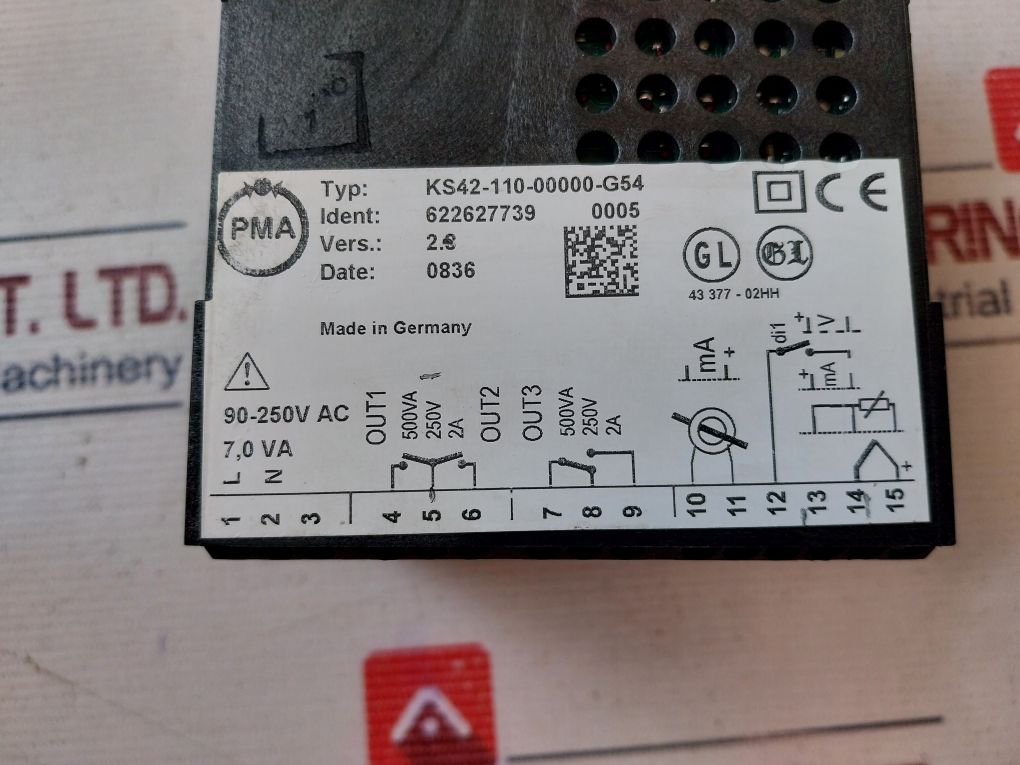 PMA
Typ: KS42-110-00000-G54
Ident: 622627739 0005
Vers.: 2.
Date: 0836
CE
GL GL
43 377 - 02HH
Made in Germany
90-250V AC
7,0 VA
L N
OUT1
500VA
250V
2A
OUT2
OUT3
500VA
250V
2A
mA
+
di1
+ V
+ mA
+
1 2 3 4 5 6 7 8 9 10 11 12 13 14 15
T. LTD.
achinery
RIN
trial
1